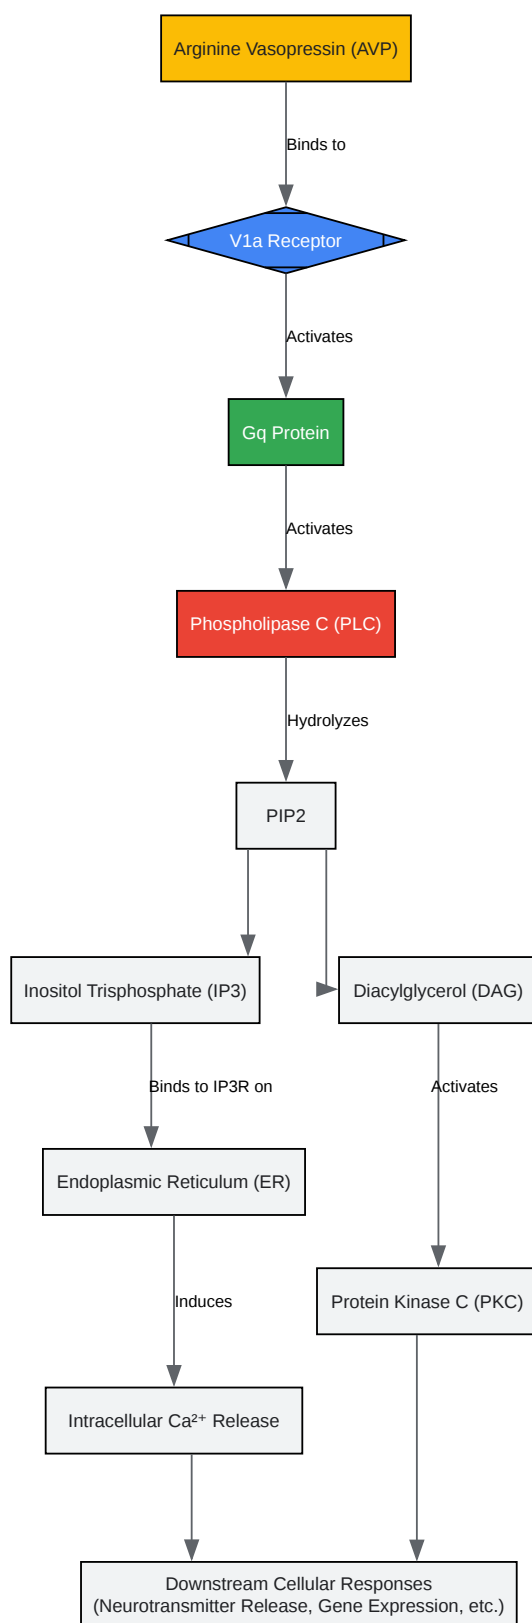 Arginine Vasopressin (AVP)
Binds to
V1a Receptor
Activates
Gq Protein
Activates
Phospholipase C (PLC)
Hydrolyzes
PIP2
Inositol Trisphosphate (IP3)
Diacylglycerol (DAG)
Binds to IP3R on
Activates
Endoplasmic Reticulum (ER)
Induces
Protein Kinase C (PKC)
Intracellular Ca²⁺ Release
Downstream Cellular Responses
(Neurotransmitter Release, Gene Expression, etc.)